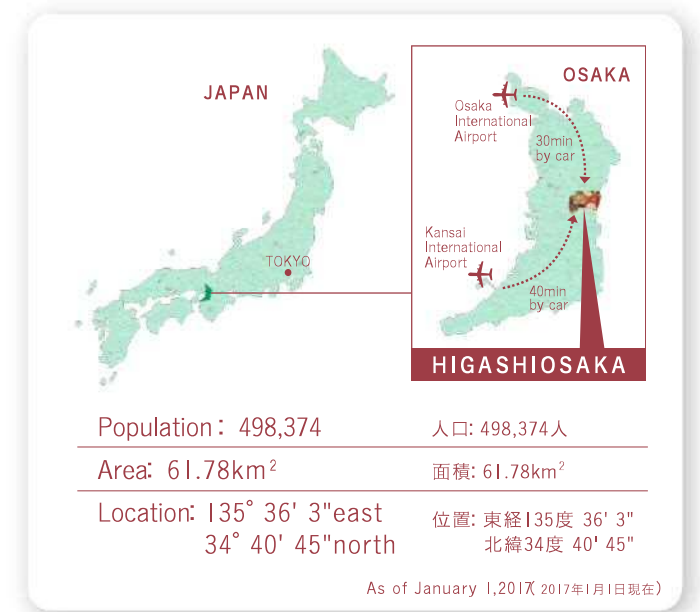 JAPAN
TOKYO
OSAKA
Osaka
International
Airport
30min
by car
Kansai
International
Airport
40min
by car
HIGASHIOSAKA
Population : 498,374
人口: 498,374人
Area: 61.78km²
面積: 61.78km²
Location: 135° 36' 3"east
34° 40' 45"north
位置: 東経135度 36' 3"
北緯34度 40' 45"
As of January 1,2017( 2017年1月1日現在)